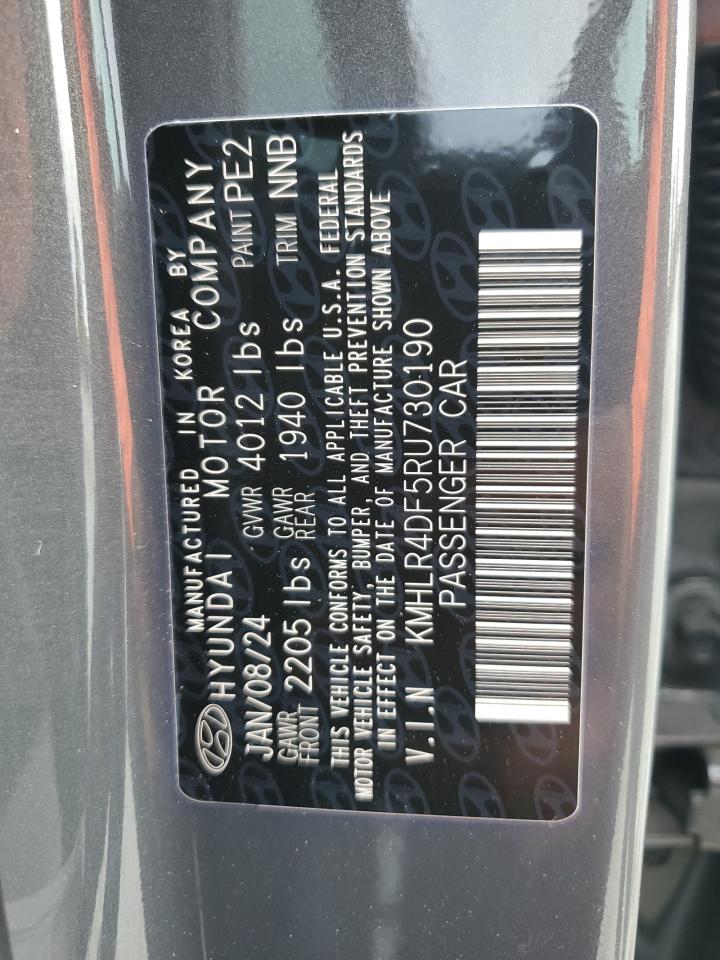 MANUFACTURED IN KOREA BY
HYUNDAI MOTOR COMPANY
JAN/08/24 GVWR 4012 lbs PAINT PE2
GAWR FRONT 2205 lbs GAWR REAR 1940 lbs TRIM NNB
THIS VEHICLE CONFORMS TO ALL APPLICABLE U.S.A. FEDERAL
MOTOR VEHICLE SAFETY, BUMPER, AND THEFT PREVENTION STANDARDS
IN EFFECT ON THE DATE OF MANUFACTURE SHOWN ABOVE
V.I.N KMHLR4DF5RU730190
PASSENGER CAR